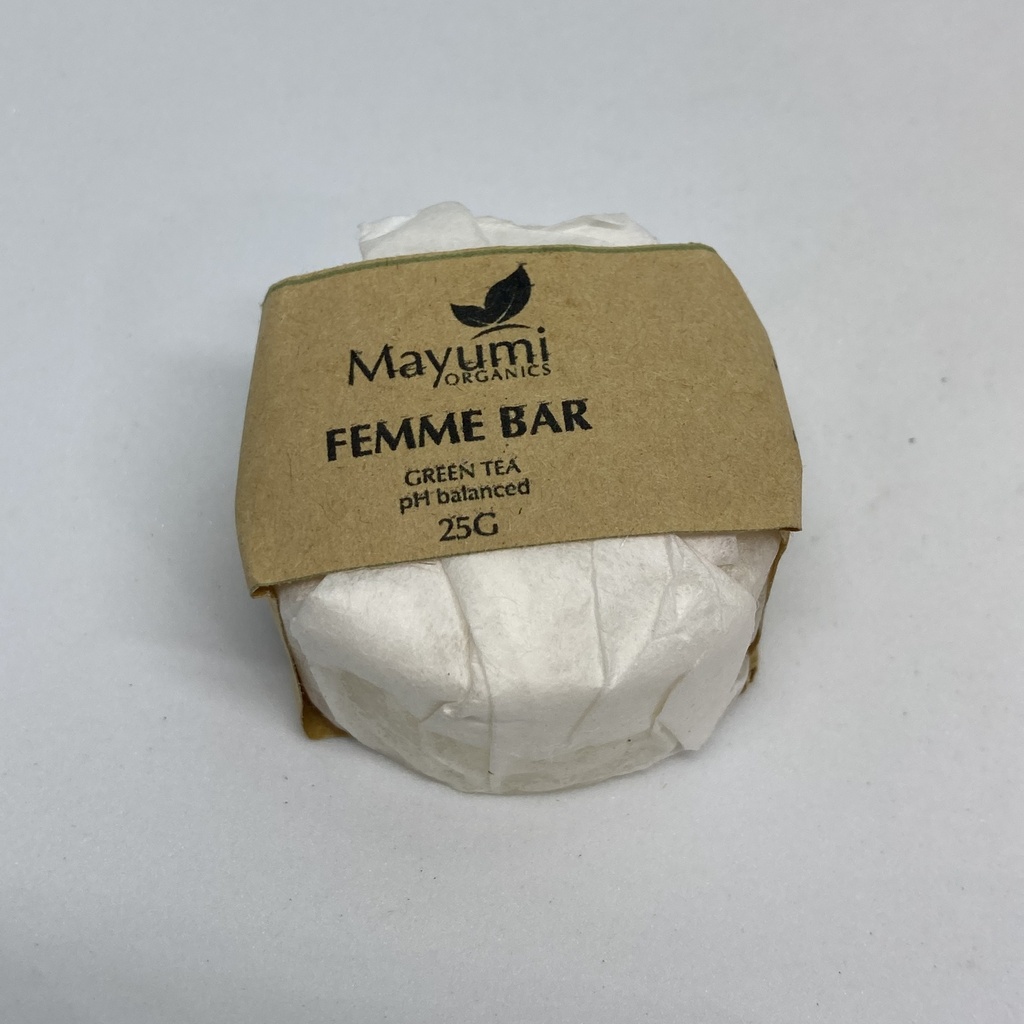 Mayumi
ORGANICS
FEMME BAR
GREEN TEA
pH balanced
25G